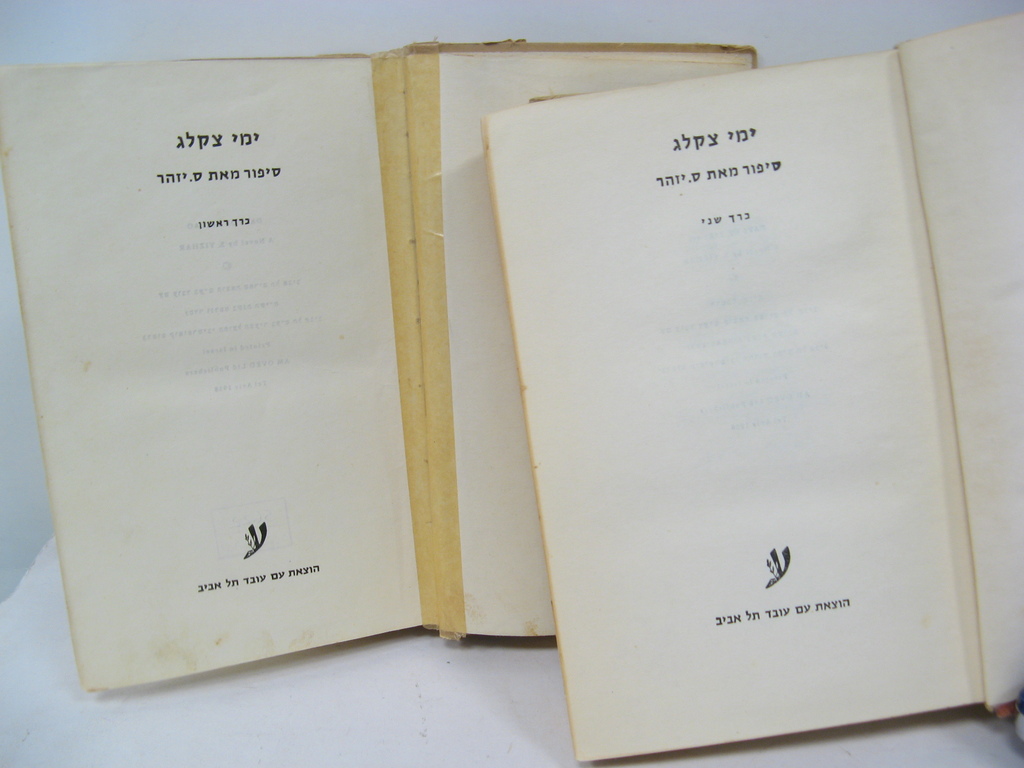 ימי צקלג
סיפור מאת ס. יזהר
כרך ראשון
הוצאת עם עובד תל אביב
ימי צקלג
סיפור מאת ס. יזהר
כרך שני
הוצאת עם עובד תל אביב